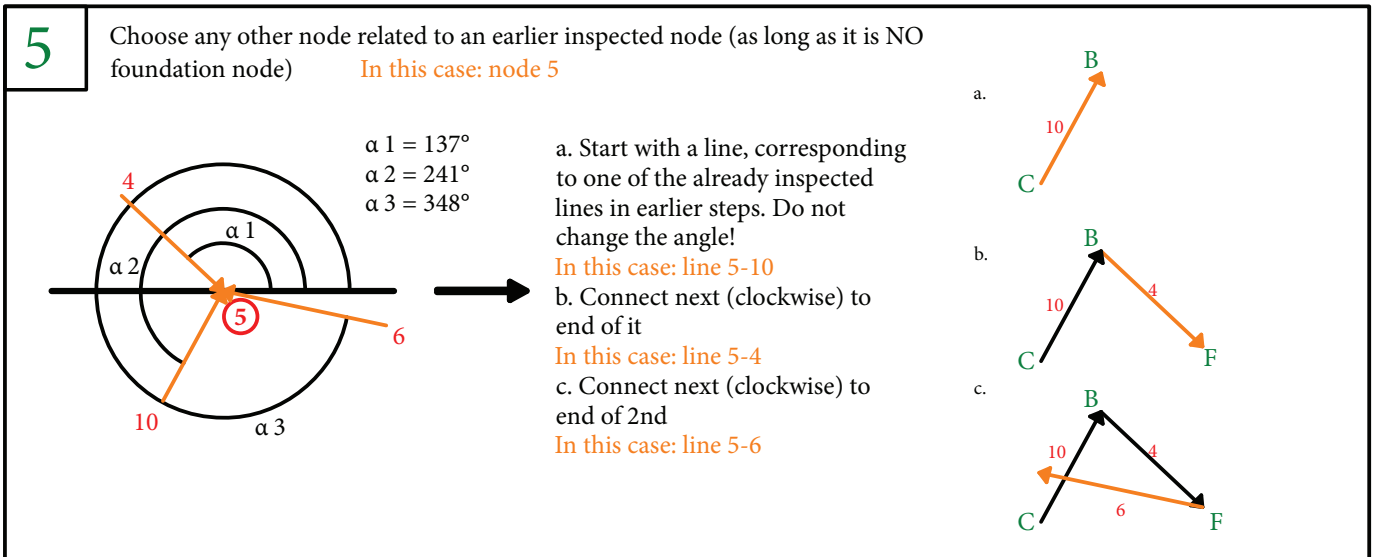 5
Choose any other node related to an earlier inspected node (as long as it is NO
foundation node) In this case: node 5
α 1 = 137°
α 2 = 241°
α 3 = 348°
4
α 1
α 2
5
6
10
α 3
a. Start with a line, corresponding
to one of the already inspected
lines in earlier steps. Do not
change the angle!
In this case: line 5-10
b. Connect next (clockwise) to
end of it
In this case: line 5-4
c. Connect next (clockwise) to
end of 2nd
In this case: line 5-6
a.
B
10
C
b.
B
10
4
C
F
c.
B
10
4
6
C
F